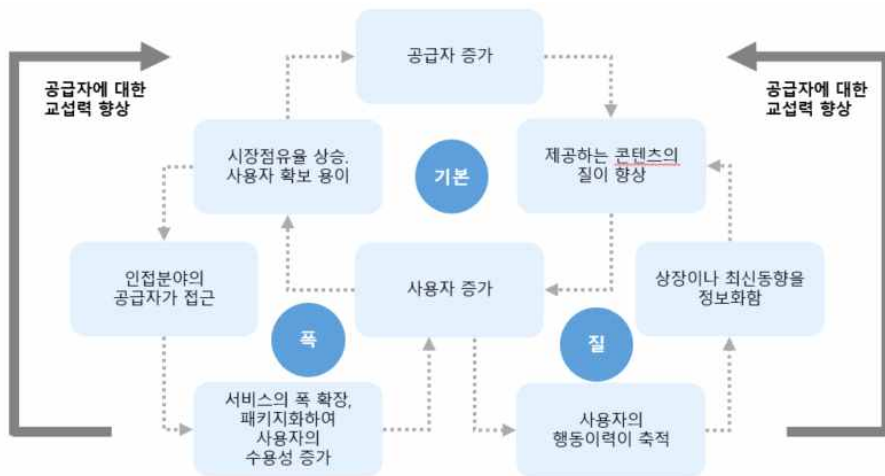 공급자 증가
공급자에 대한
교섭력 향상
공급자에 대한
교섭력 향상
시장점유율 상승.
사용자 확보 용이
기본
제공하는 콘텐츠의
질이 향상
인접분야의
공급자가 접근
사용자 증가
상장이나 최신동향을
정보화함
폭
질
서비스의 폭 확장,
패키지화하여
사용자의
수용성 증가
사용자의
행동이력이 축적